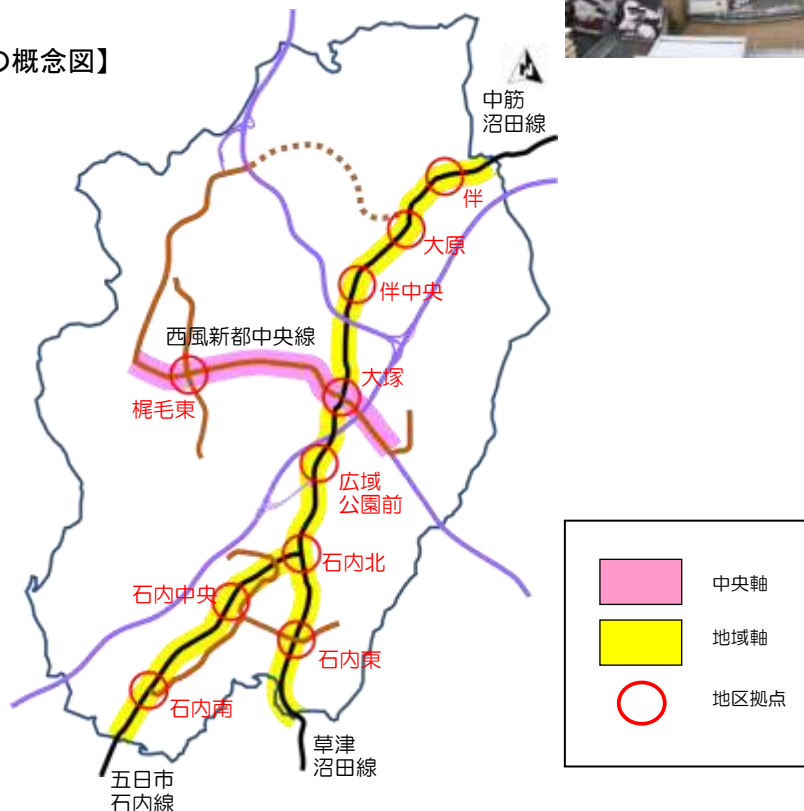 の概念図】
中筋
沼田線
伴
大原
伴中央
西風新都中央線
大塚
梶毛東
広域
公園前
石内北
石内中央
石内東
石内南
草津
沼田線
五日市
石内線
中央軸
地域軸
地区拠点